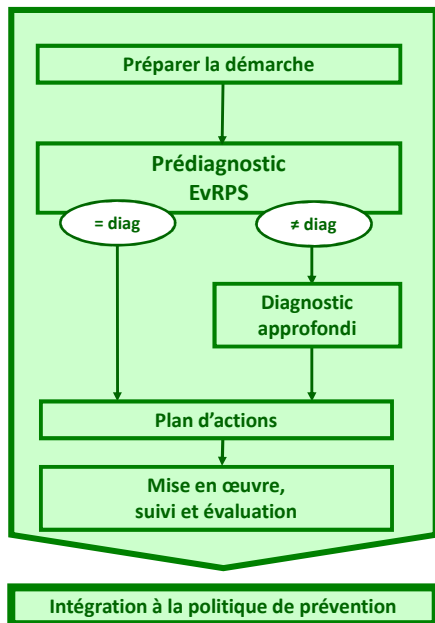 Préparer la démarche
Prédiagnostic
EvRPS
= diag
≠ diag
Diagnostic
approfondi
Plan d’actions
Mise en œuvre,
suivi et évaluation
Intégration à la politique de prévention